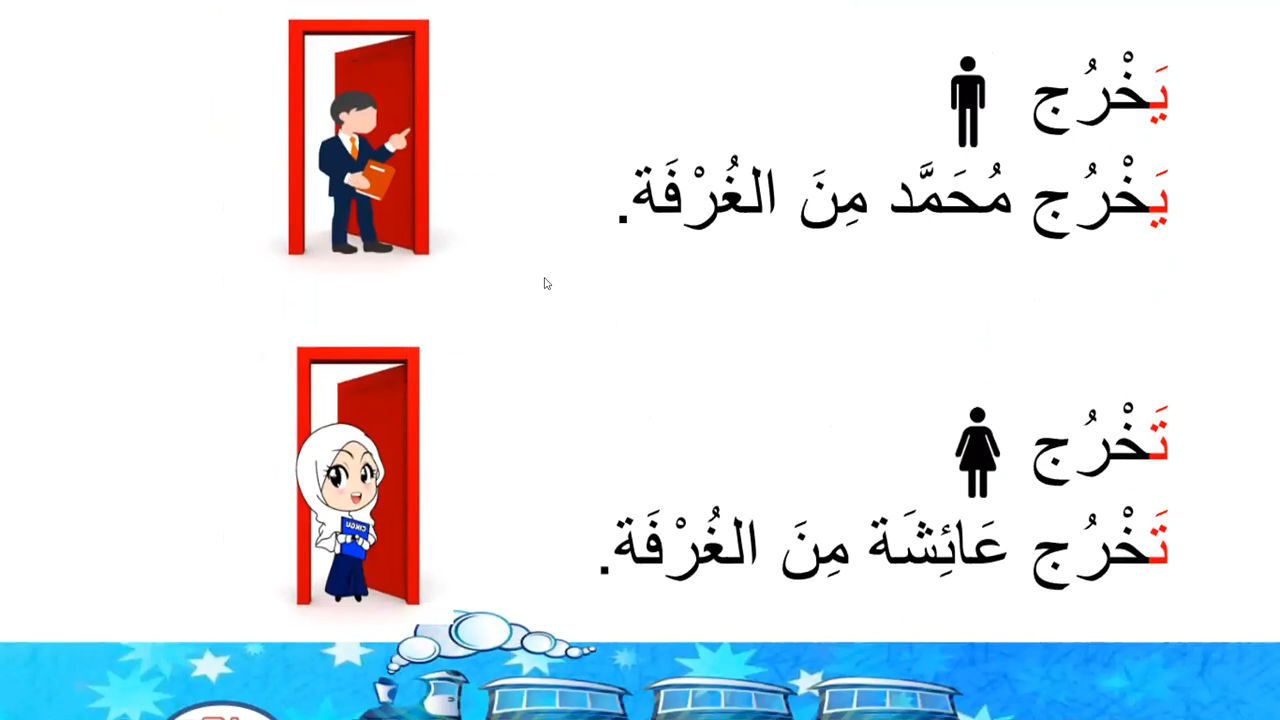 يَخْرُج
يَخْرُج مُحَمَّد مِنَ الغُرْفَة.
تَخْرُج
تَخْرُج عَائِشَة مِنَ الغُرْفَة.